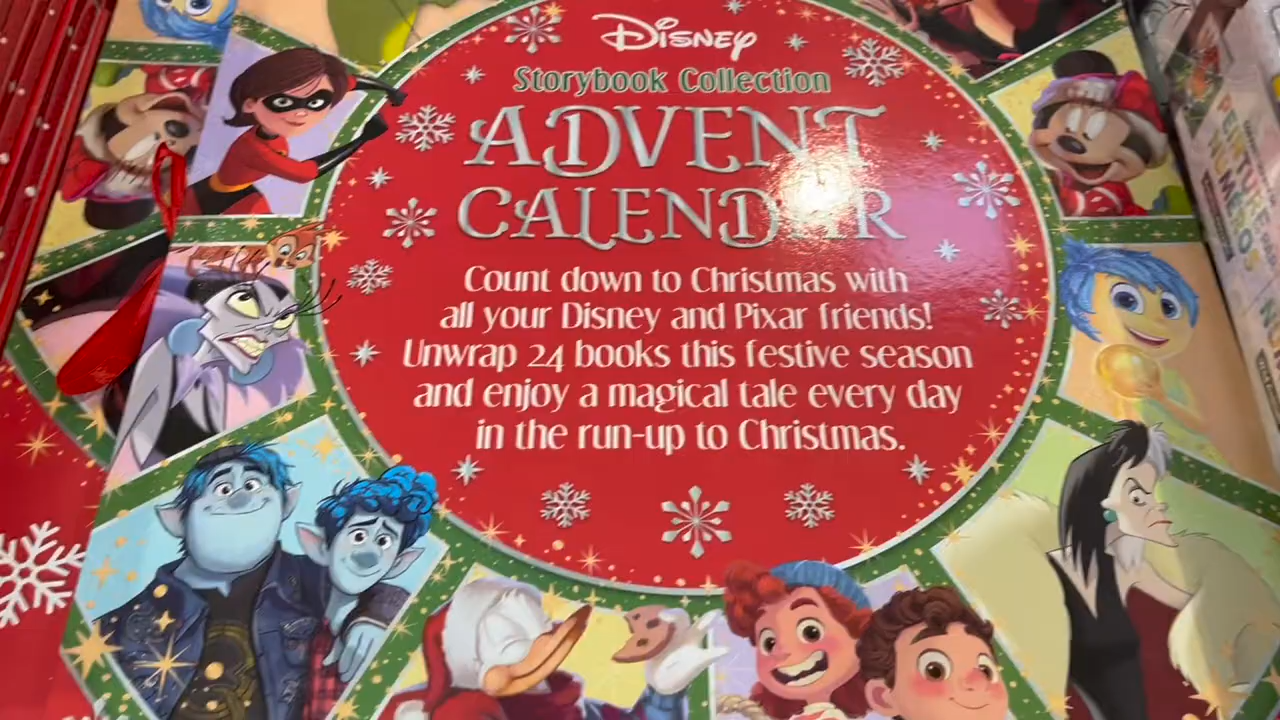 Disney
Storybook Collection
ADVENT
CALENDAR
Count down to Christmas with
all your Disney and Pixar friends!
Unwrap 24 books this festive season
and enjoy a magical tale every day
in the run-up to Christmas.